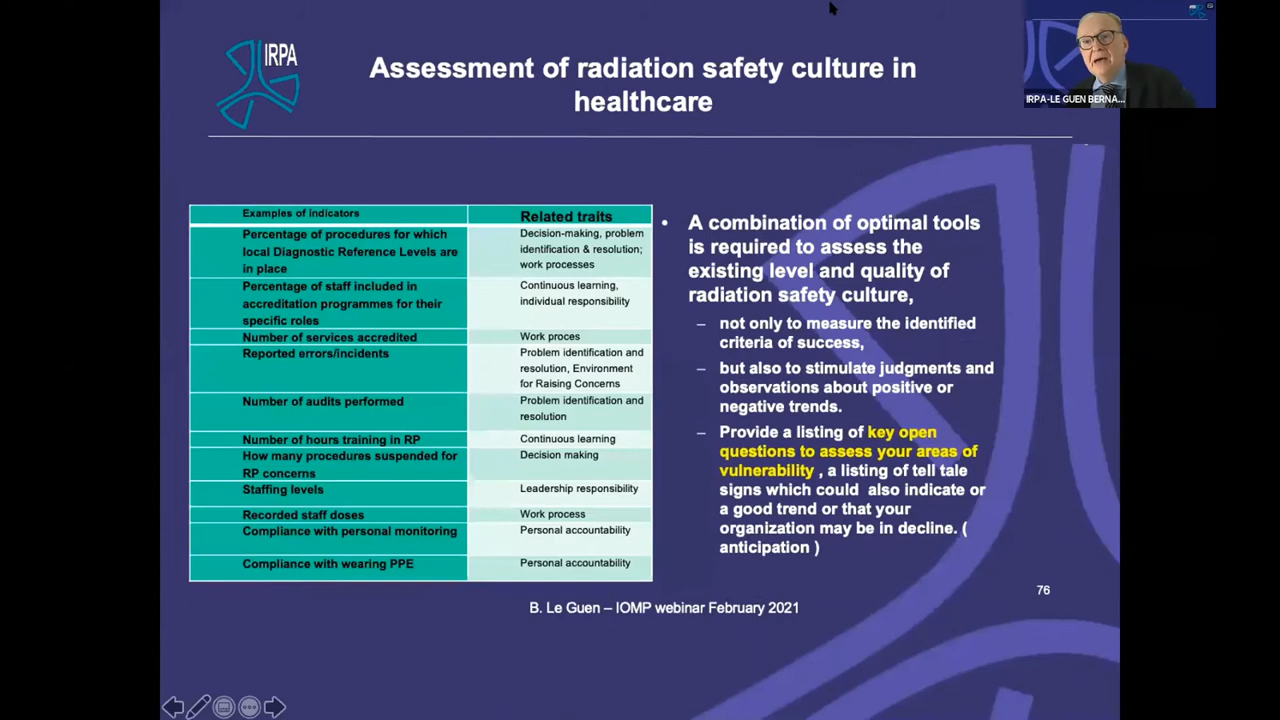 IRPA
Assessment of radiation safety culture in
healthcare
IRPA-LE GUEN BERNA...
Examples of indicators
Related traits
Percentage of procedures for which
local Diagnostic Reference Levels are
in place
Decision-making, problem
identification & resolution;
work processes
Percentage of staff included in
accreditation programmes for their
specific roles
Continuous learning,
individual responsibility
Number of services accredited
Work proces
Reported errors/incidents
Problem identification and
resolution, Environment
for Raising Concerns
Number of audits performed
Problem identification and
resolution
Number of hours training in RP
Continuous learning
How many procedures suspended for
RP concerns
Decision making
Staffing levels
Leadership responsibility
Recorded staff doses
Work process
Compliance with personal monitoring
Personal accountability
Compliance with wearing PPE
Personal accountability
• A combination of optimal tools
is required to assess the
existing level and quality of
radiation safety culture,
– not only to measure the identified
criteria of success,
– but also to stimulate judgments and
observations about positive or
negative trends.
– Provide a listing of key open
questions to assess your areas of
vulnerability , a listing of tell tale
signs which could also indicate or
a good trend or that your
organization may be in decline. (
anticipation )
76
B. Le Guen – IOMP webinar February 2021